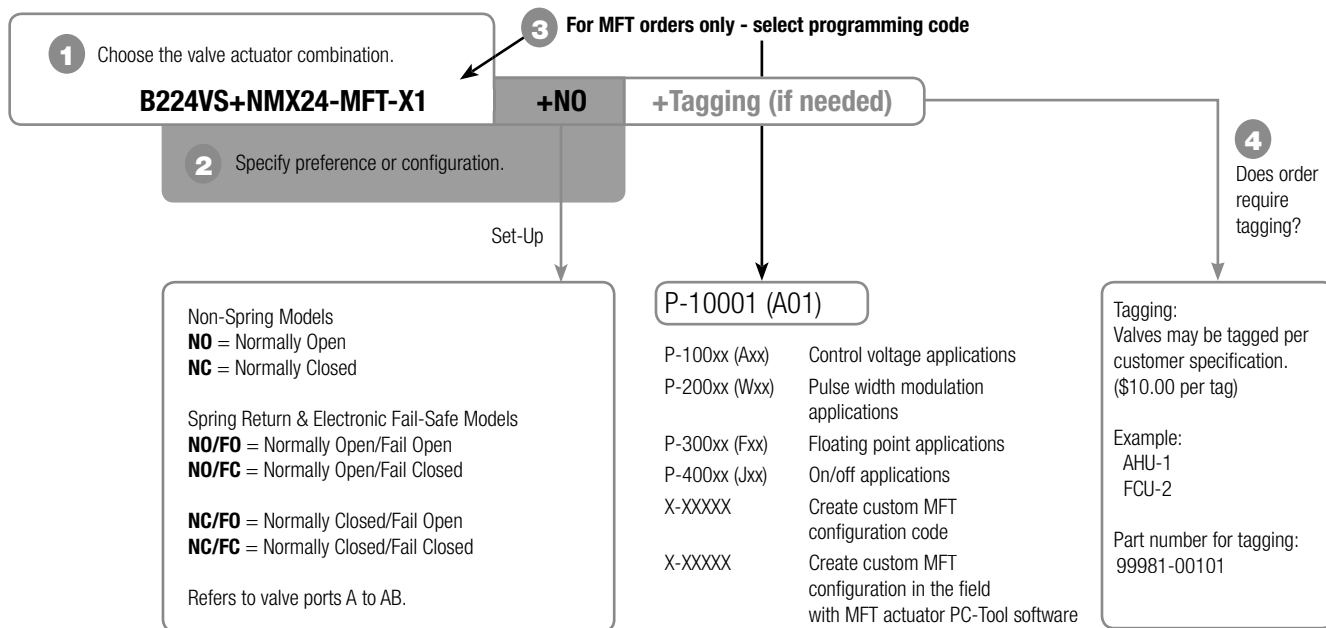 3 For MFT orders only - select programming code
1 Choose the valve actuator combination.
B224VS+NMX24-MFT-X1 +NO +Tagging (if needed)
2 Specify preference or configuration.
4
Does order
require
tagging?
Set-Up
Non-Spring Models
NO = Normally Open
NC = Normally Closed
Spring Return & Electronic Fail-Safe Models
NO/FO = Normally Open/Fail Open
NO/FC = Normally Open/Fail Closed
NC/FO = Normally Closed/Fail Open
NC/FC = Normally Closed/Fail Closed
Refers to valve ports A to AB.
P-10001 (A01)
P-100xx (Axx) Control voltage applications
P-200xx (Wxx) Pulse width modulation
applications
P-300xx (Fxx) Floating point applications
P-400xx (Jxx) On/off applications
X-XXXXX Create custom MFT
configuration code
X-XXXXX Create custom MFT
configuration in the field
with MFT actuator PC-Tool software
Tagging:
Valves may be tagged per
customer specification.
($10.00 per tag)
Example:
AHU-1
FCU-2
Part number for tagging:
99981-00101